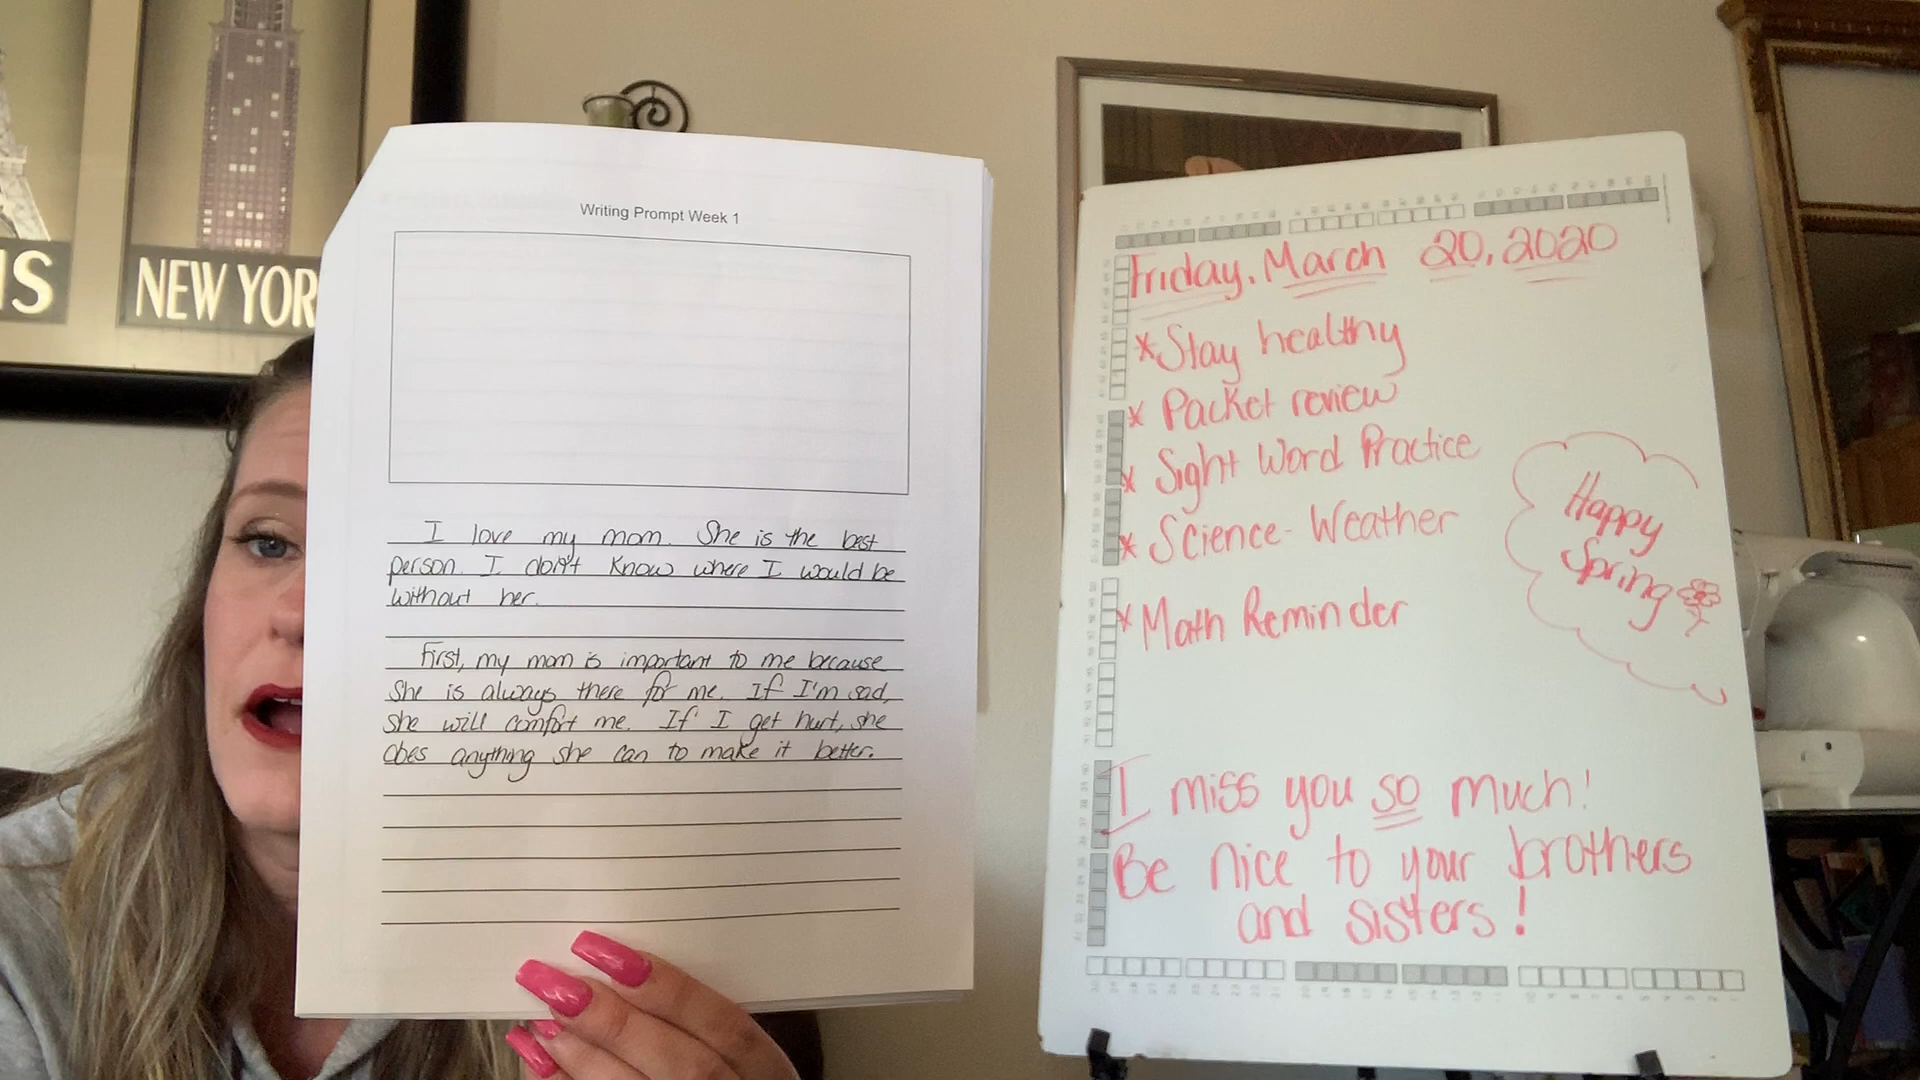 IS
NEW YOR
Writing Prompt Week 1
I love my mom. She is the best
person. I don't know where I would be
without her.
First, my mom is important to me because
she is always there for me. If I'm sad,
she will comfort me. If I get hurt, she
does anything she can to make it better.
Friday, March 20, 2020
*Stay healthy
* Packet review
* Sight Word Practice
* Science - Weather
* Math Reminder
Happy
Spring
I miss you so much!
Be nice to your brothers
and sisters!